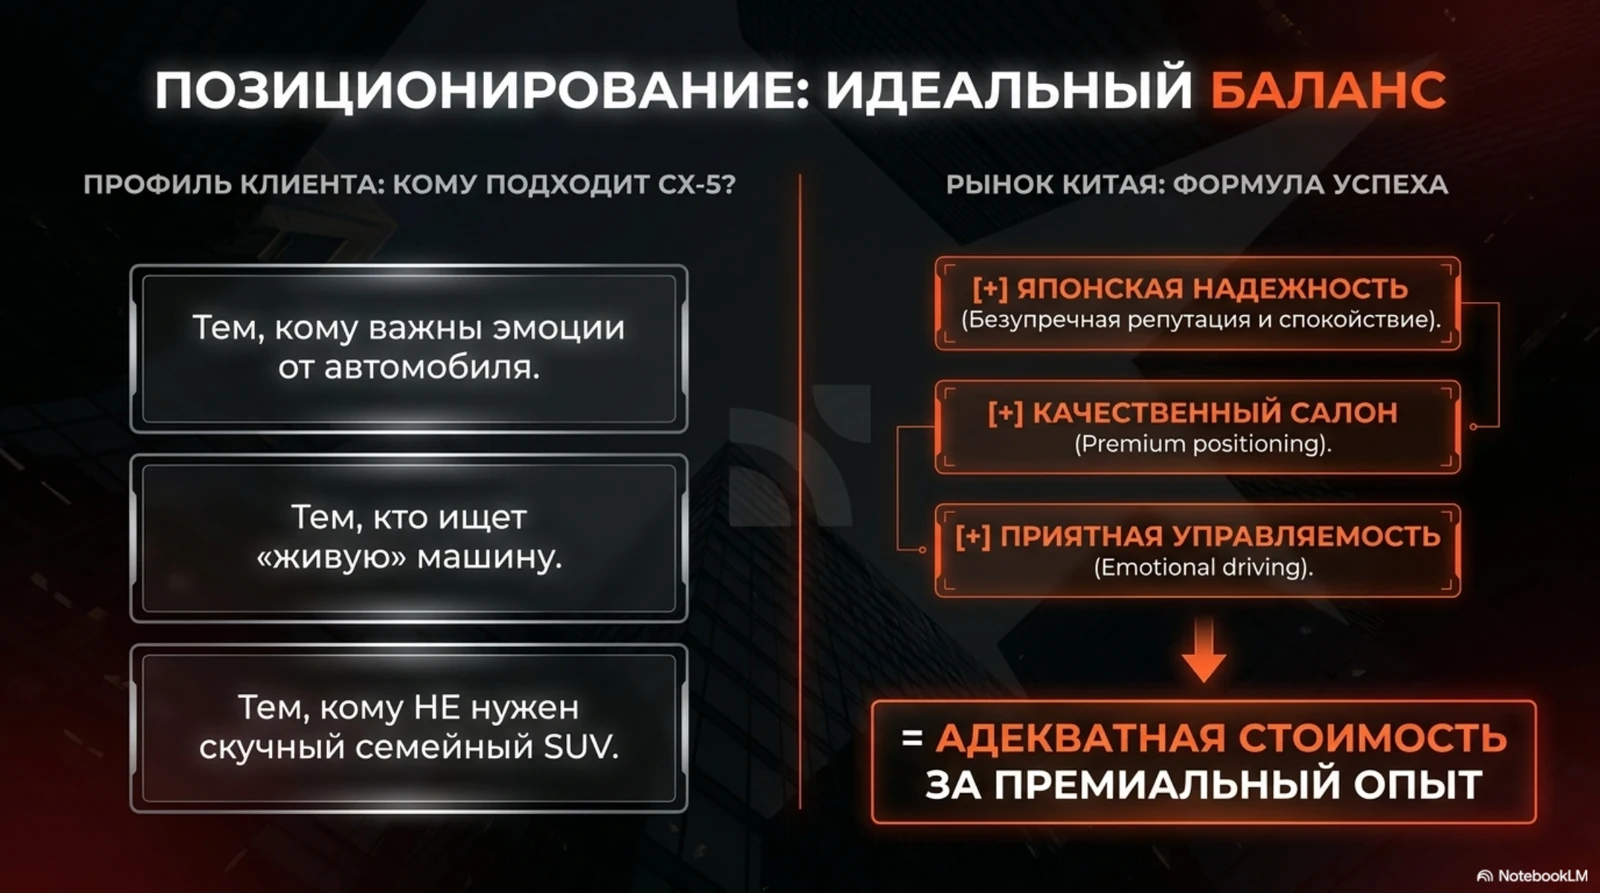 ПОЗИЦИОНИРОВАНИЕ: ИДЕАЛЬНЫЙ БАЛАНС
ПРОФИЛЬ КЛИЕНТА: КОМУ ПОДХОДИТ CX-5?
Тем, кому важны эмоции
от автомобиля.
Тем, кто ищет
«живую» машину.
Тем, кому НЕ нужен
скучный семейный SUV.
РЫНОК КИТАЯ: ФОРМУЛА УСПЕХА
[+] ЯПОНСКАЯ НАДЕЖНОСТЬ
(Безупречная репутация и спокойствие).
[+] КАЧЕСТВЕННЫЙ САЛОН
(Premium positioning).
[+] ПРИЯТНАЯ УПРАВЛЯЕМОСТЬ
(Emotional driving).
= АДЕКВАТНАЯ СТОИМОСТЬ
ЗА ПРЕМИАЛЬНЫЙ ОПЫТ
NotebookLM